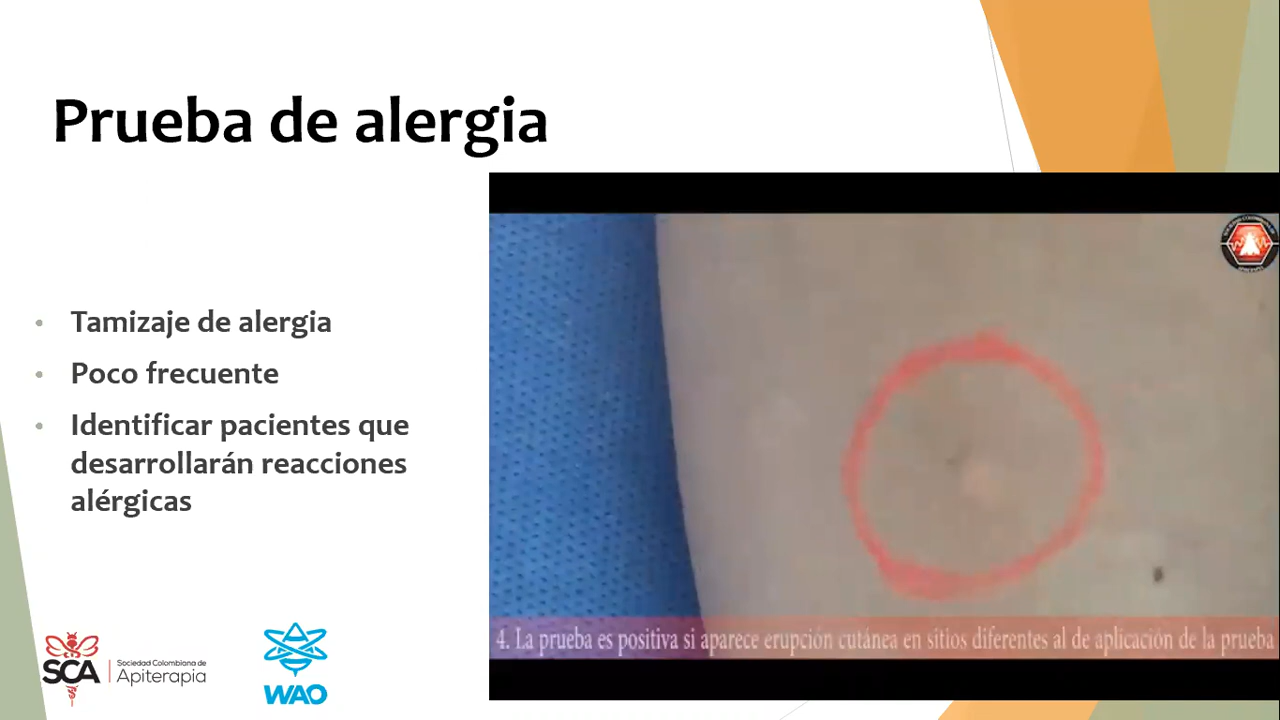 Prueba de alergia
Tamizaje de alergia
Poco frecuente
Identificar pacientes que
desarrollarán reacciones
alérgicas
4. La prueba es positiva si aparece erupción cutánea en sitios diferentes al de aplicación de la prueba
SCA
Sociedad Colombiana de
Apiterapia
WAO